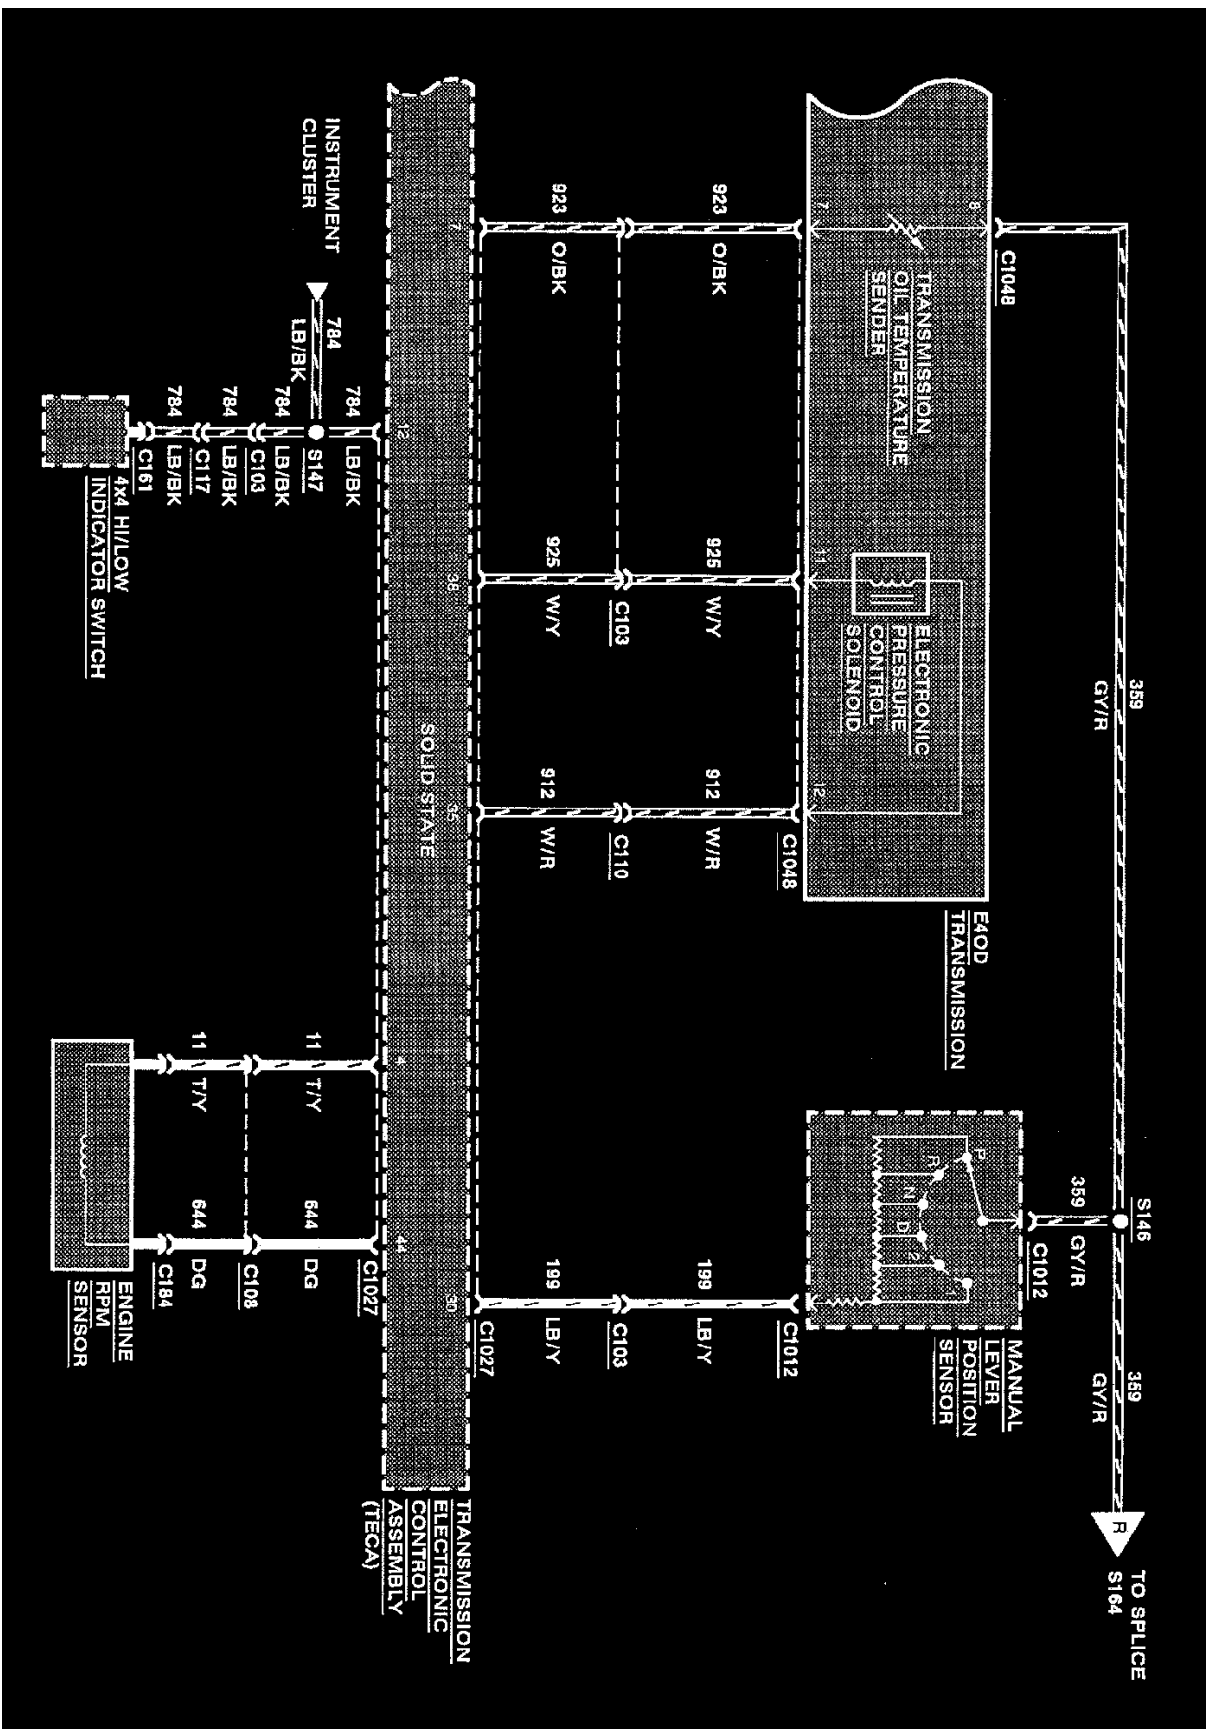 TO SPLICE
S164
R
359
GY/R
S146
359
GY/R
359
GY/R
C1012
MANUAL
LEVER
POSITION
SENSOR
P
R
N
D
2
1
C1048
8
TRANSMISSION
OIL TEMPERATURE
SENDER
7
ELECTRONIC
PRESSURE
CONTROL
SOLENOID
11
12
E4OD
TRANSMISSION
C1048
C1012
923
O/BK
925
W/Y
912
W/R
199
LB/Y
C103
C110
C103
923
O/BK
925
W/Y
912
W/R
199
LB/Y
C1027
7
38
35
30
SOLID STATE
TRANSMISSION
ELECTRONIC
CONTROL
ASSEMBLY
(TECA)
12
4
44
INSTRUMENT
CLUSTER
784
LB/BK
784
LB/BK
S147
784
LB/BK
C103
784
LB/BK
C117
784
LB/BK
C161
4x4 HI/LOW
INDICATOR SWITCH
C1027
11
T/Y
644
DG
C108
11
T/Y
644
DG
C184
ENGINE
RPM
SENSOR